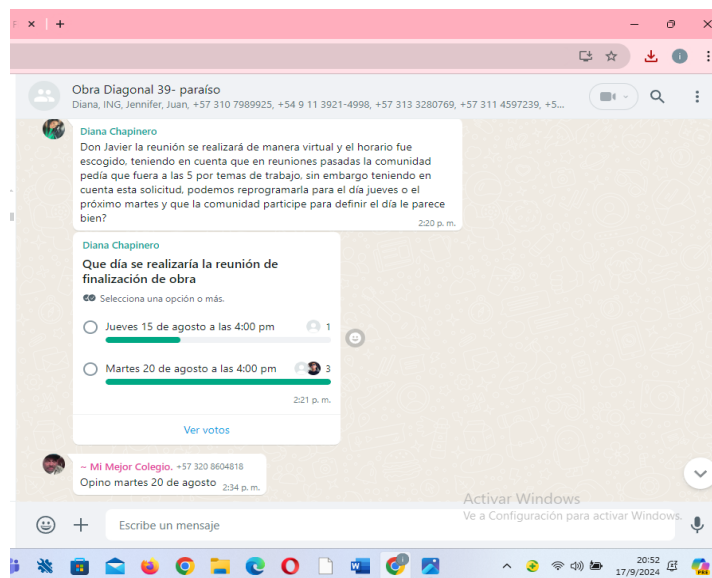 Obra Diagonal 39- paraíso
Diana, ING, Jennifer, Juan, +57 310 7989925, +54 9 11 3921-4998, +57 313 3280769, +57 311 4597239, +5...
Diana Chapinero
Don Javier la reunión se realizará de manera virtual y el horario fue
escogido, teniendo en cuenta que en reuniones pasadas la comunidad
pedía que fuera a las 5 por temas de trabajo, sin embargo teniendo en
cuenta esta solicitud, podemos reprogramarla para el día jueves o el
próximo martes y que la comunidad participe para definir el día le parece
bien?
2:20 p. m.
Diana Chapinero
Que día se realizaría la reunión de
finalización de obra
Selecciona una opción o más.
Jueves 15 de agosto a las 4:00 pm 1
Martes 20 de agosto a las 4:00 pm 3
2:21 p. m.
Ver votos
~ Mi Mejor Colegio. +57 320 8604818
Opino martes 20 de agosto 2:34 p. m.
Activar Windows
Ve a Configuración para activar Windows.
Escribe un mensaje
20:52
17/9/2024
PRE